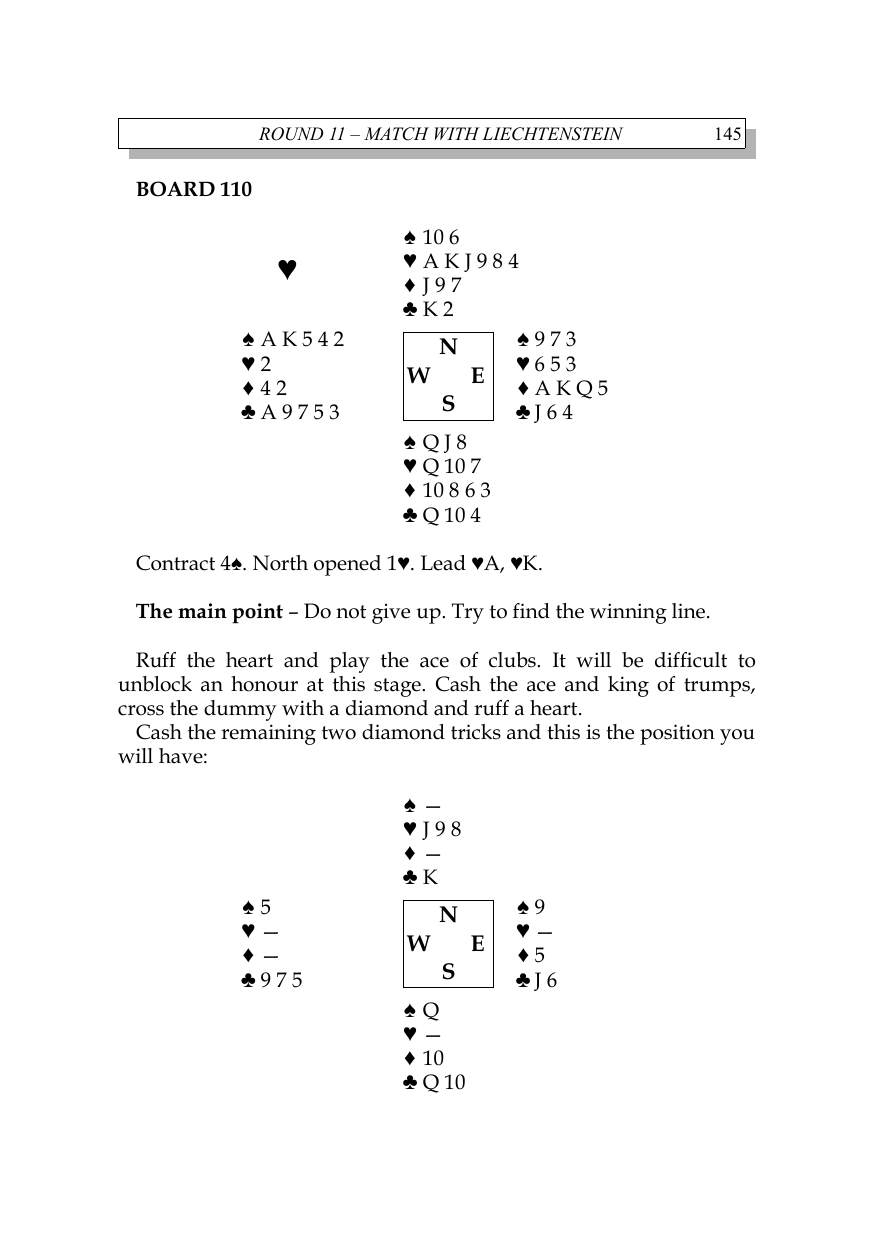 ROUND 11 – MATCH WITH LIECHTENSTEIN 145
BOARD 110
♥
♠ 10 6
♥ A K J 9 8 4
♦ J 9 7
♣ K 2
♠ A K 5 4 2
♥ 2
♦ 4 2
♣ A 9 7 5 3
N
W E
S
♠ 9 7 3
♥ 6 5 3
♦ A K Q 5
♣ J 6 4
♠ Q J 8
♥ Q 10 7
♦ 10 8 6 3
♣ Q 10 4
Contract 4♠. North opened 1♥. Lead ♥A, ♥K.
The main point – Do not give up. Try to find the winning line.
Ruff the heart and play the ace of clubs. It will be difficult to
unblock an honour at this stage. Cash the ace and king of trumps,
cross the dummy with a diamond and ruff a heart.
Cash the remaining two diamond tricks and this is the position you
will have:
♠ —
♥ J 9 8
♦ —
♣ K
♠ 5
♥ —
♦ —
♣ 9 7 5
N
W E
S
♠ 9
♥ —
♦ 5
♣ J 6
♠ Q
♥ —
♦ 10
♣ Q 10